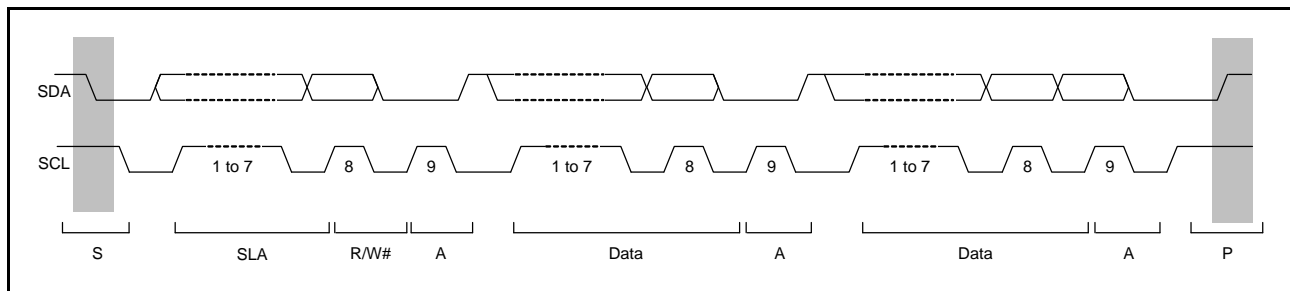 SDA
SCL
1 to 7 8 9 1 to 7 8 9 1 to 7 8 9
S SLA R/W# A Data A Data A P